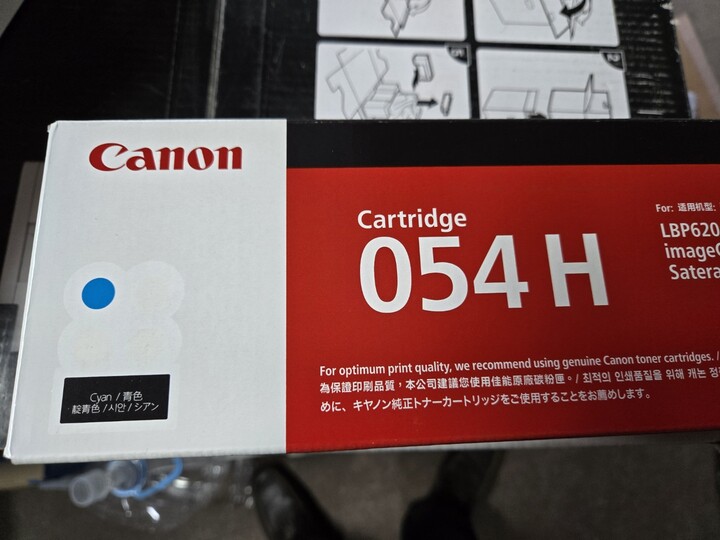 Canon
Cartridge
054 H
For: 适用机型:
LBP620
image
Satera
For optimum print quality, we recommend using genuine Canon toner cartridges. /
為保證印刷品質，本公司建議您使用佳能原廠碳粉匣。/ 최적의 인쇄품질을 위해 캐논 정
めに、キヤノン純正トナーカートリッジをご使用することをお薦めします。
Cyan / 青色
靛青色 / 시안 / シアン